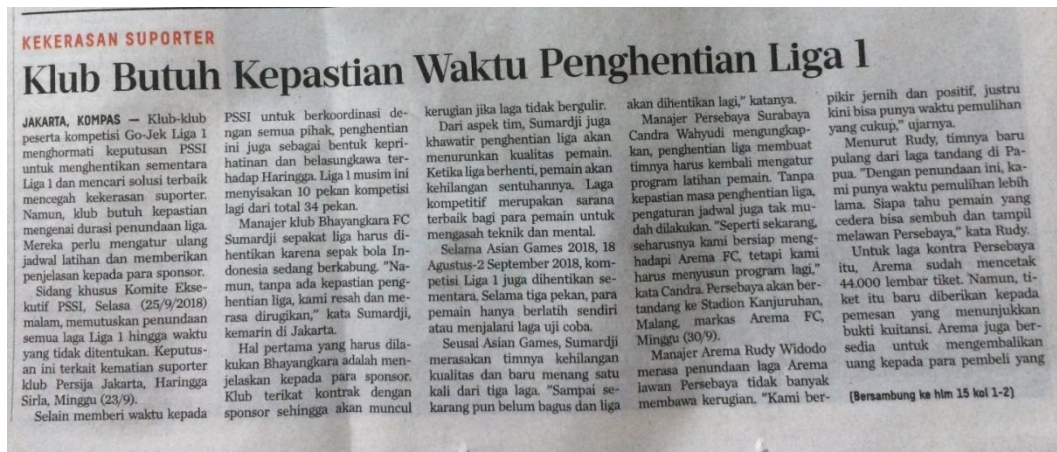 KEKERASAN SUPORTER
Klub Butuh Kepastian Waktu Penghentian Liga 1
JAKARTA, KOMPAS — Klub-klub
peserta kompetisi Go-Jek Liga 1
menghormati keputusan PSSI
untuk menghentikan sementara
Liga 1 dan mencari solusi terbaik
mencegah kekerasan suporter.
Namun, klub butuh kepastian
mengenai durasi penundaan liga.
Mereka perlu mengatur ulang
jadwal latihan dan memberikan
penjelasan kepada para sponsor.
Sidang khusus Komite Ekse-
kutif PSSI, Selasa (25/9/2018)
malam, memutuskan penundaan
semua laga Liga 1 hingga waktu
yang tidak ditentukan. Keputus-
an ini terkait kematian suporter
klub Persija Jakarta, Haringga
Sirla, Minggu (23/9).
Selain memberi waktu kepada
PSSI untuk berkoordinasi de-
ngan semua pihak, penghentian
ini juga sebagai bentuk kepri-
hatinan dan belasungkawa ter-
hadap Haringga. Liga 1 musim ini
menyisakan 10 pekan kompetisi
lagi dari total 34 pekan.
Manajer klub Bhayangkara FC
Sumardji sepakat liga harus di-
hentikan karena sepak bola In-
donesia sedang berkabung. "Na-
mun, tanpa ada kepastian peng-
hentian liga, kami resah dan me-
rasa dirugikan," kata Sumardji,
kemarin di Jakarta.
Hal pertama yang harus dila-
kukan Bhayangkara adalah men-
jelaskan kepada para sponsor.
Klub terikat kontrak dengan
sponsor sehingga akan muncul
kerugian jika laga tidak bergulir.
Dari aspek tim, Sumardji juga
khawatir penghentian liga akan
menurunkan kualitas pemain.
Ketika liga berhenti, pemain akan
kehilangan sentuhannya. Laga
kompetitif merupakan sarana
terbaik bagi para pemain untuk
mengasah teknik dan mental.
Selama Asian Games 2018, 18
Agustus-2 September 2018, kom-
petisi Liga 1 juga dihentikan se-
mentara. Selama tiga pekan, para
pemain hanya berlatih sendiri
atau menjalani laga uji coba.
Seusai Asian Games, Sumardji
merasakan timnya kehilangan
kualitas dan baru menang satu
kali dari tiga laga. "Sampai se-
karang pun belum bagus dan liga
akan dihentikan lagi," katanya.
Manajer Persebaya Surabaya
Candra Wahyudi mengungkap-
kan, penghentian liga membuat
timnya harus kembali mengatur
program latihan pemain. Tanpa
kepastian masa penghentian liga,
pengaturan jadwal juga tak mu-
dah dilakukan. "Seperti sekarang,
seharusnya kami bersiap meng-
hadapi Arema FC, tetapi kami
harus menyusun program lagi,"
kata Candra. Persebaya akan ber-
tandang ke Stadion Kanjuruhan,
Malang, markas Arema FC,
Minggu (30/9).
Manajer Arema Rudy Widodo
merasa penundaan laga Arema
lawan Persebaya tidak banyak
membawa kerugian. "Kami ber-
pikir jernih dan positif, justru
kini bisa punya waktu pemulihan
yang cukup," ujarnya.
Menurut Rudy, timnya baru
pulang dari laga tandang di Pa-
pua. "Dengan penundaan ini, ka-
mi punya waktu pemulihan lebih
lama. Siapa tahu pemain yang
cedera bisa sembuh dan tampil
melawan Persebaya," kata Rudy.
Untuk laga kontra Persebaya
itu, Arema sudah mencetak
44.000 lembar tiket. Namun, ti-
ket itu baru diberikan kepada
pemesan yang menunjukkan
bukti kuitansi. Arema juga ber-
sedia untuk mengembalikan
uang kepada para pembeli yang
(Bersambung ke hlm 15 kol 1-2)